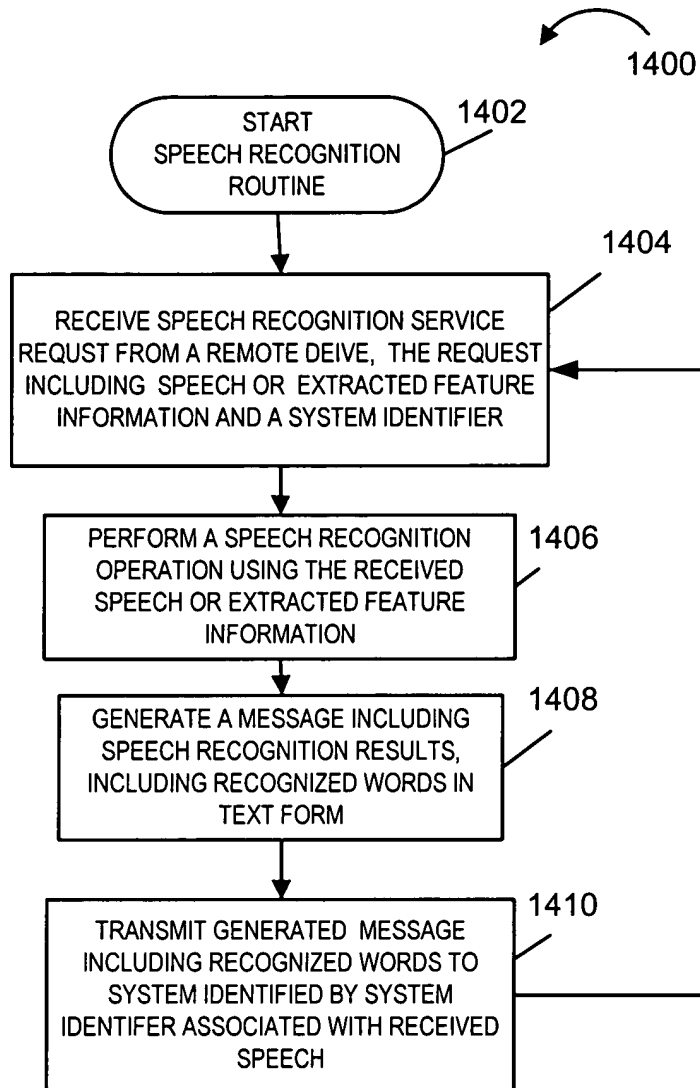 1400
START
SPEECH RECOGNITION
ROUTINE
1402
1404
RECEIVE SPEECH RECOGNITION SERVICE
REQUST FROM A REMOTE DEIVE, THE REQUEST
INCLUDING SPEECH OR EXTRACTED FEATURE
INFORMATION AND A SYSTEM IDENTIFIER
1406
PERFORM A SPEECH RECOGNITION
OPERATION USING THE RECEIVED
SPEECH OR EXTRACTED FEATURE
INFORMATION
1408
GENERATE A MESSAGE INCLUDING
SPEECH RECOGNITION RESULTS,
INCLUDING RECOGNIZED WORDS IN
TEXT FORM
1410
TRANSMIT GENERATED MESSAGE
INCLUDING RECOGNIZED WORDS TO
SYSTEM IDENTIFIED BY SYSTEM
IDENTIFER ASSOCIATED WITH RECEIVED
SPEECH